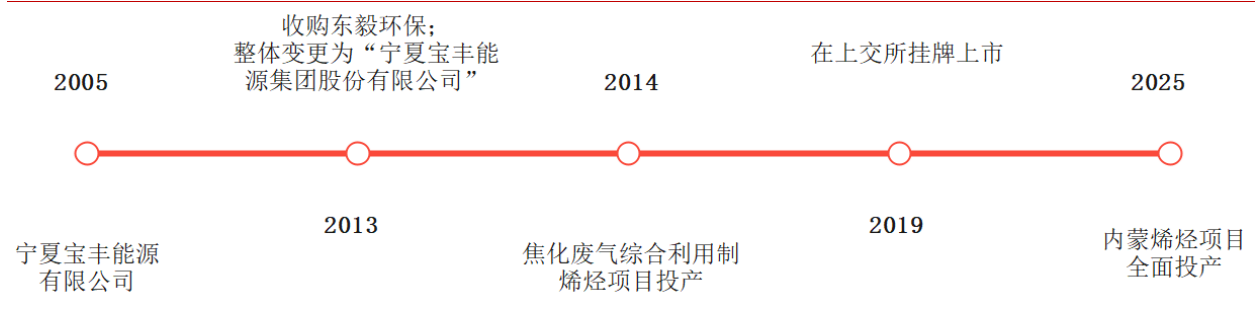 2005
宁夏宝丰能源
有限公司
收购东毅环保；
整体变更为“宁夏宝丰能
源集团股份有限公司”
2013
2014
焦化废气综合利用制
烯烃项目投产
在上交所挂牌上市
2019
2025
内蒙烯烃项目
全面投产